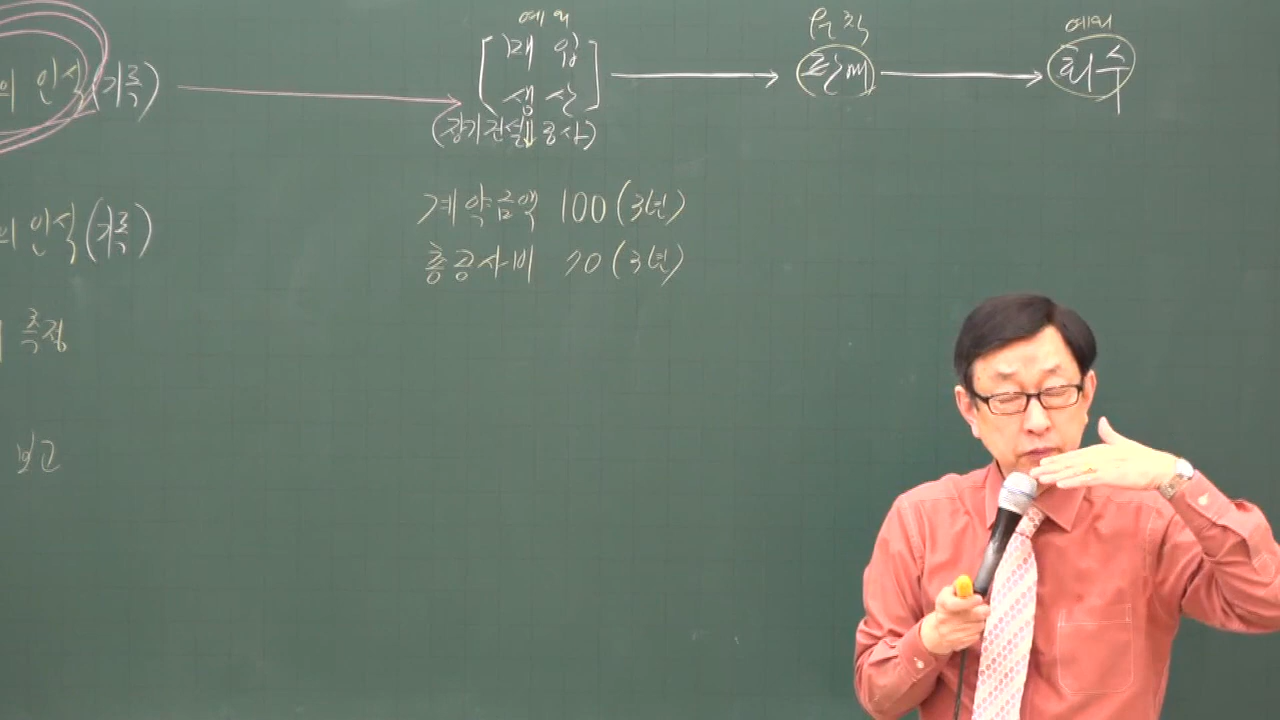 예외 원칙 예외
의 인식(기록) [매입 판매 회수
생산]
(장기건설공사)
의 인식(기록) 계약금액 100(3년)
총공사비 70(3년)
측정
보고